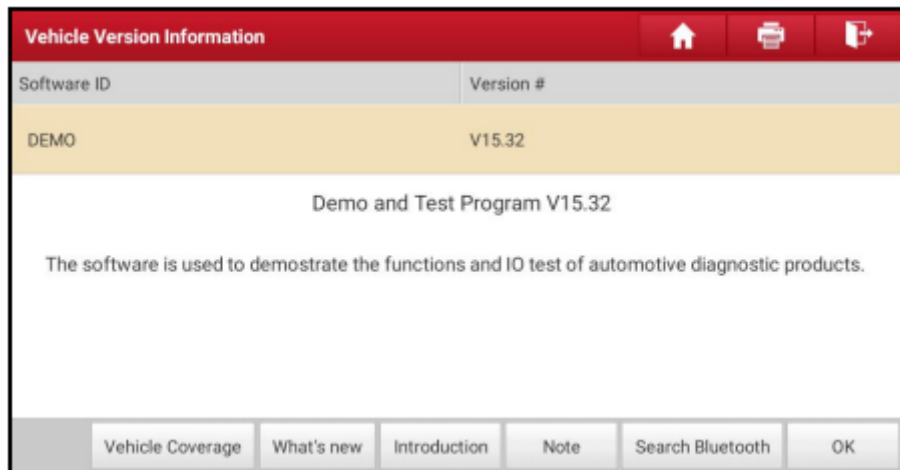 Vehicle Version Information
Software ID Version #
DEMO V15.32
Demo and Test Program V15.32
The software is used to demostrate the functions and IO test of automotive diagnostic products.
Vehicle Coverage What's new Introduction Note Search Bluetooth OK